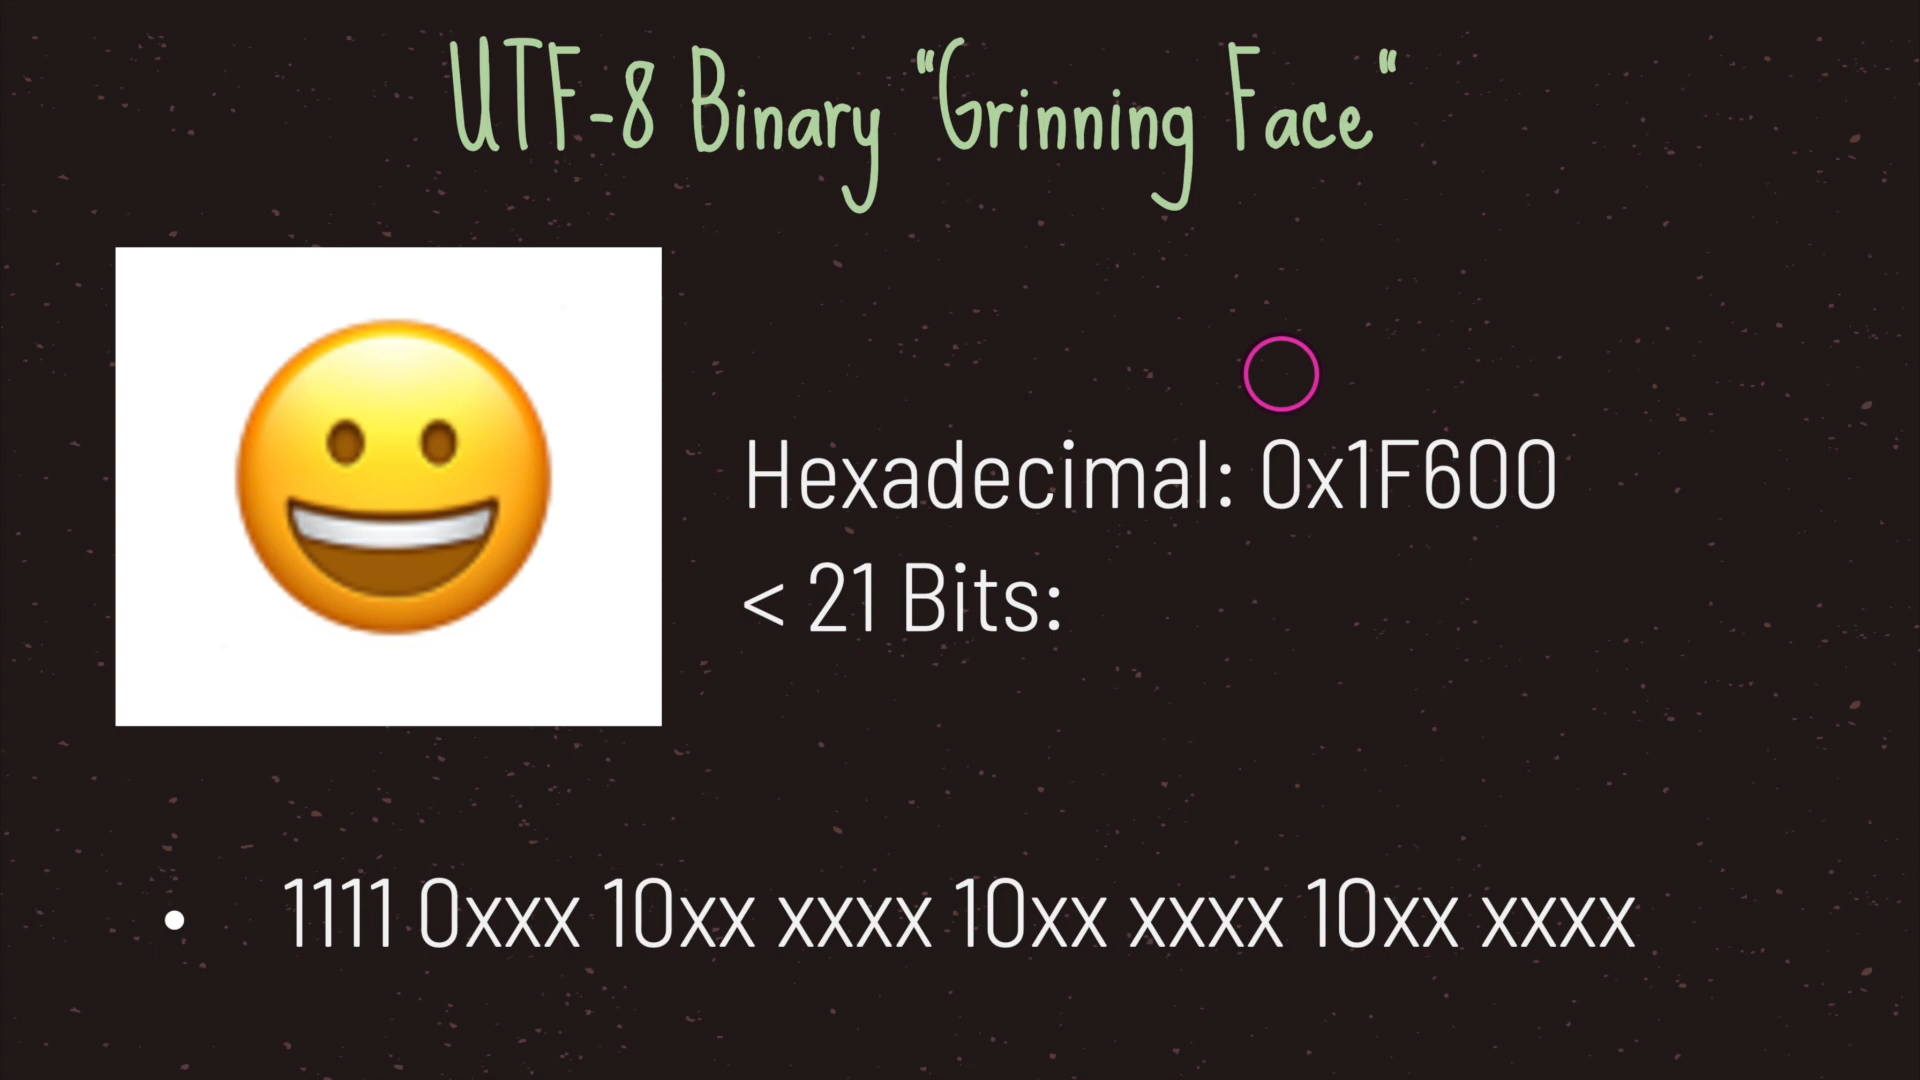 UTF-8 Binary “Grinning Face“
Hexadecimal: 0x1F600
< 21 Bits:
• 1111 0xxx 10xx xxxx 10xx xxxx 10xx xxxx